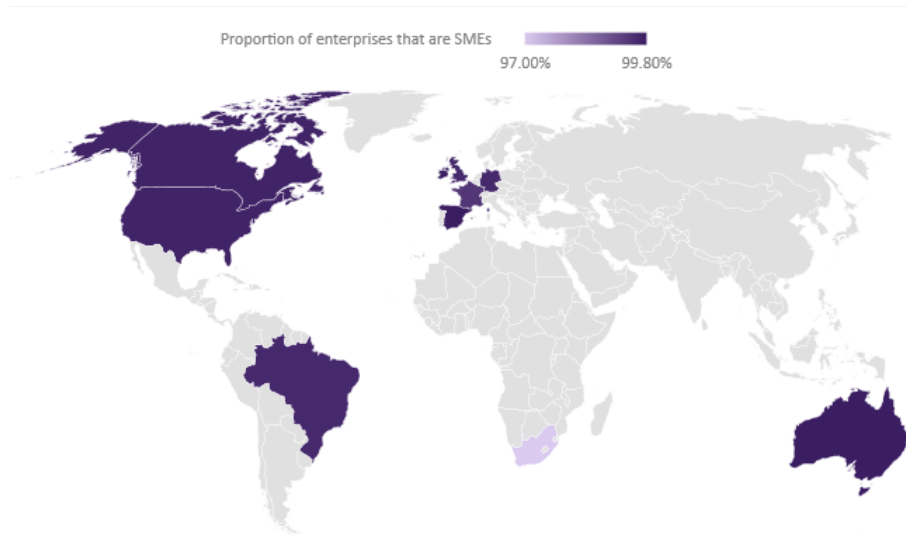 Proportion of enterprises that are SMEs
97.00% 99.80%